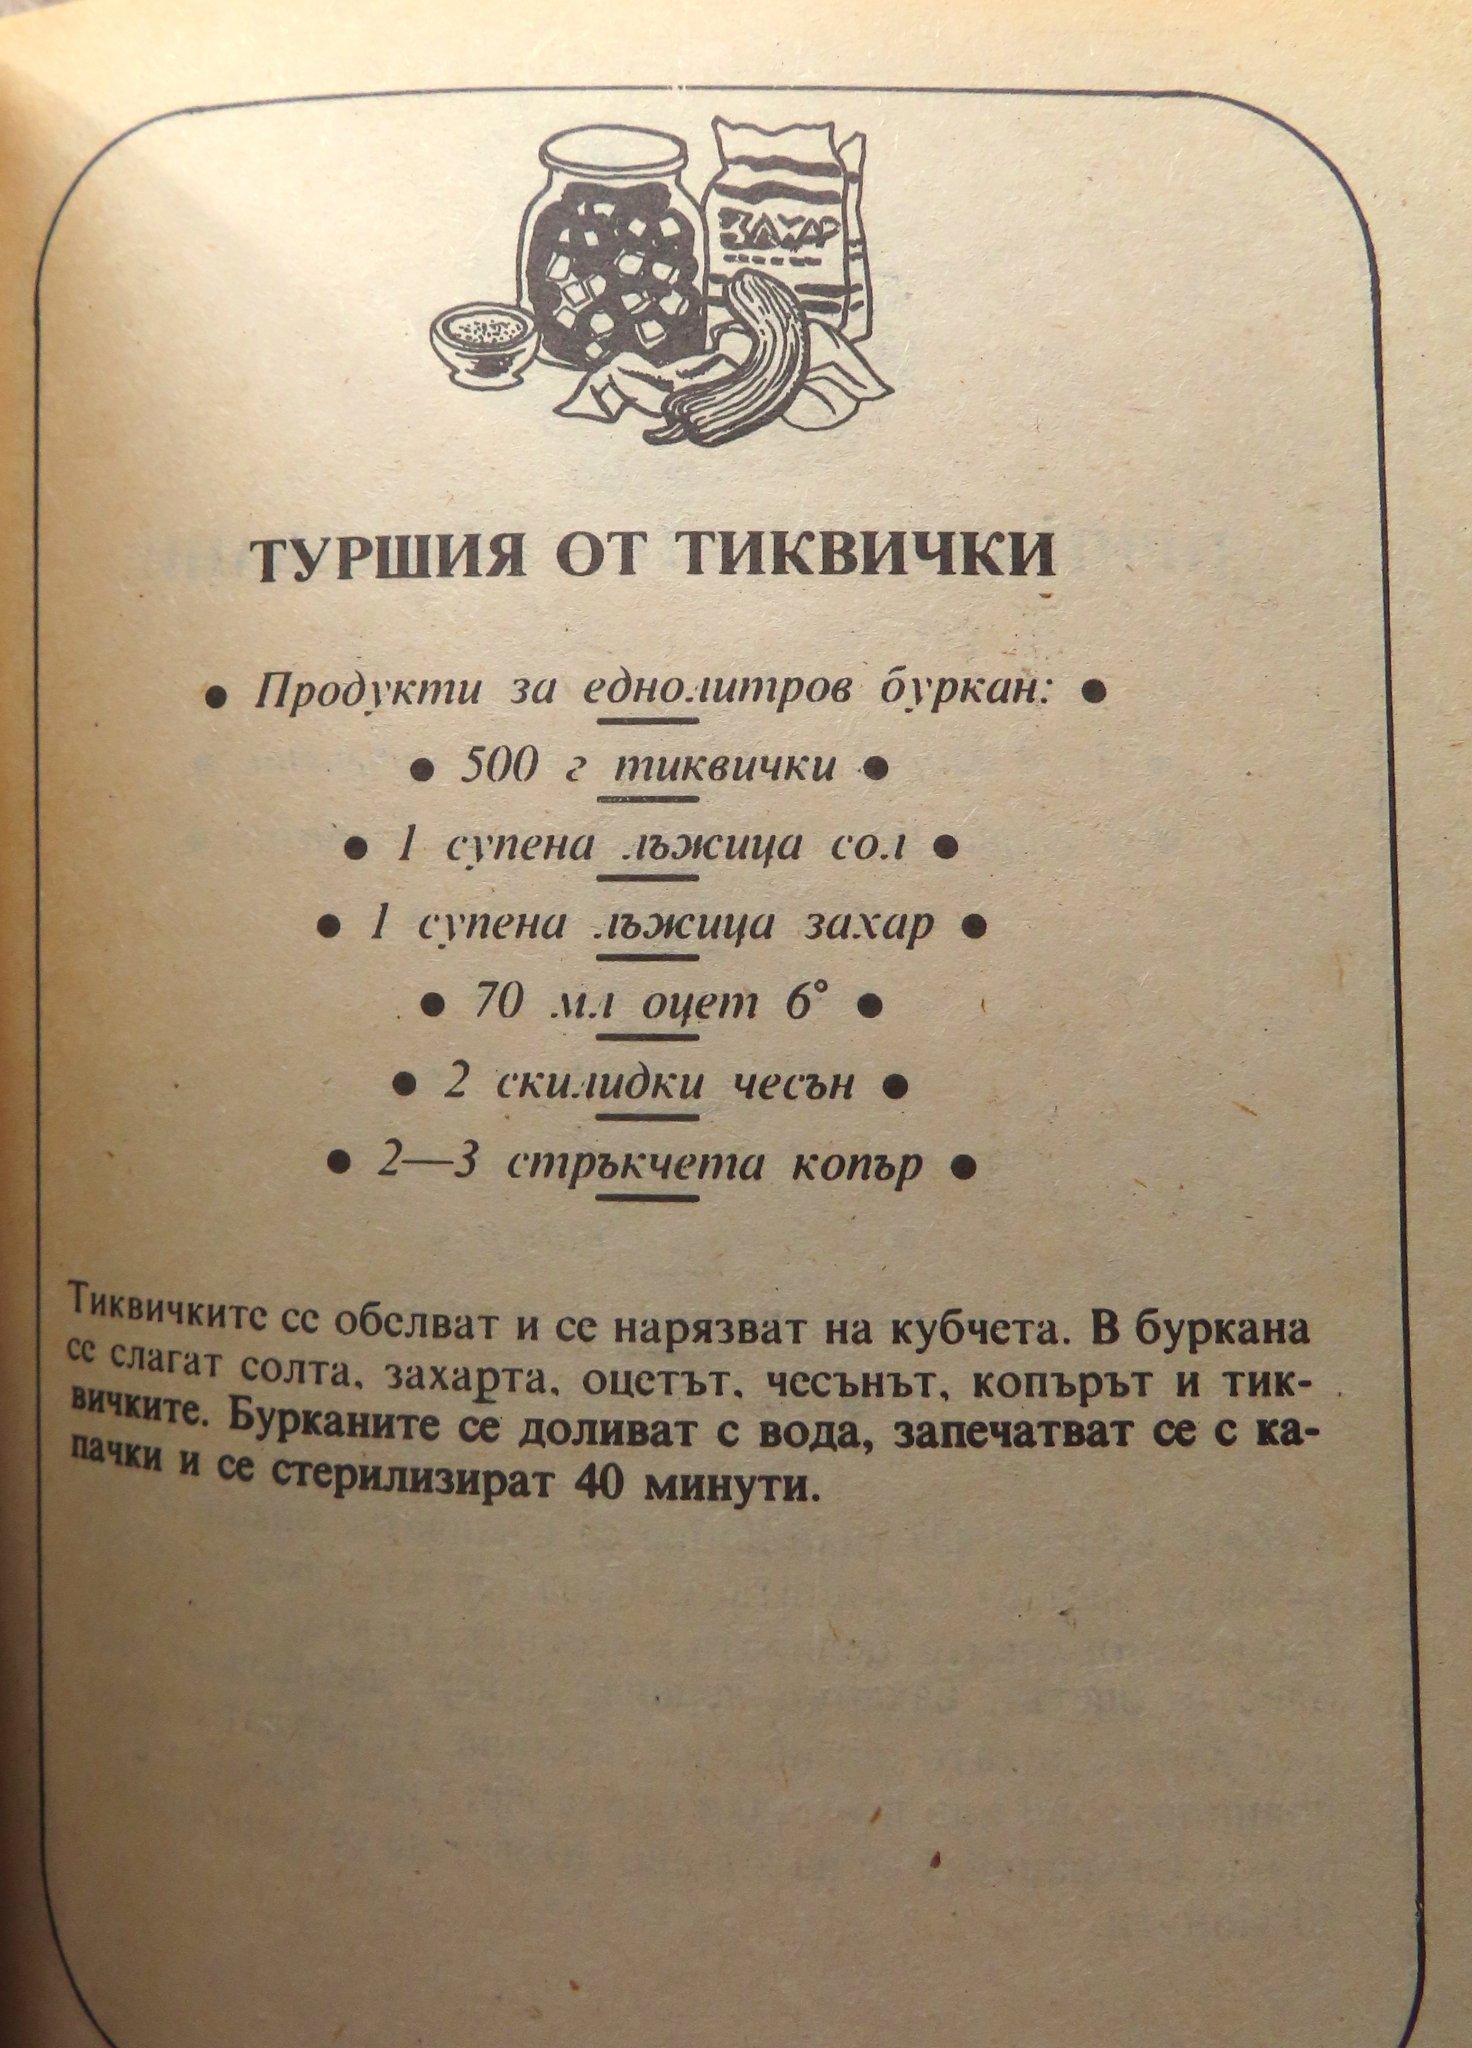 ЗАХАР
ТУРШИЯ ОТ ТИКВИЧКИ
● Продукти за еднолитров буркан: ●
● 500 г тиквички ●
● 1 супена лъжица сол ●
● 1 супена лъжица захар ●
● 70 мл оцет 6° ●
● 2 скилидки чесън ●
● 2—3 стръкчета копър ●
Тиквичките се обелват и се нарязват на кубчета. В буркана
се слагат солта, захарта, оцетът, чесънът, копърът и тик-
вичките. Бурканите се доливат с вода, запечатват се с ка-
пачки и се стерилизират 40 минути.